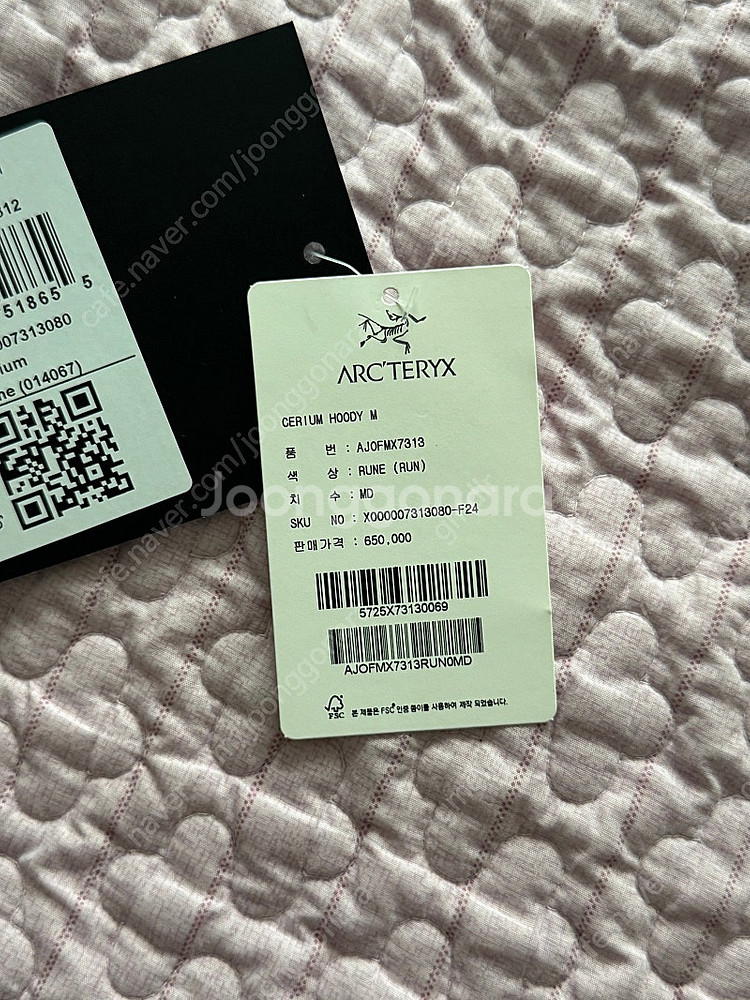 312
51865 5
007313080
ium
ne (014067)
ARC'TERYX
CERIUM HOODY M
품 번 : AJOFMX7313
색 상 : RUNE (RUN)
치 수 : MD
SKU NO : X000007313080-F24
판매가격 : 650,000
5725X73130069
AJOFMX7313RUN0MD
FSC 본 제품은 FSC® 인증 종이를 사용하여 제작 되었습니다.
Joonggonara
cafe.naver.com/joonggonara